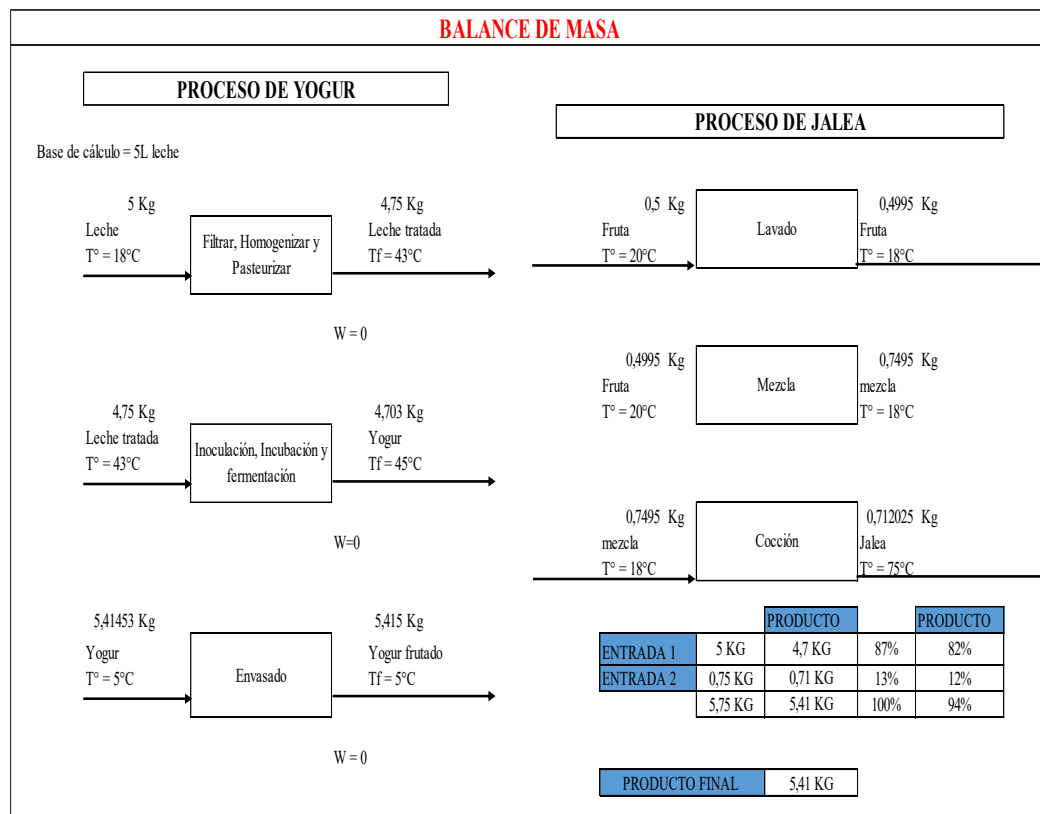 BALANCE DE MASA
PROCESO DE YOGUR
Base de cálculo = 5L leche
5 Kg
Leche
T° = 18°C
Filtrar, Homogenizar y
Pasteurizar
4,75 Kg
Leche tratada
Tf = 43°C
W = 0
4,75 Kg
Leche tratada
T° = 43°C
Inoculación, Incubación y
fermentación
4,703 Kg
Yogur
Tf = 45°C
W=0
5,41453 Kg
Yogur
T° = 5°C
Envasado
5,415 Kg
Yogur frutado
Tf = 5°C
W = 0
PROCESO DE JALEA
0,5 Kg
Fruta
T° = 20°C
Lavado
0,4995 Kg
Fruta
T° = 18°C
0,4995 Kg
Fruta
T° = 20°C
Mezcla
0,7495 Kg
mezcla
T° = 18°C
0,7495 Kg
mezcla
T° = 18°C
Cocción
0,712025 Kg
Jalea
T° = 75°C
PRODUCTO PRODUCTO
ENTRADA 1 5 KG 4,7 KG 87% 82%
ENTRADA 2 0,75 KG 0,71 KG 13% 12%
5,75 KG 5,41 KG 100% 94%
PRODUCTO FINAL 5,41 KG